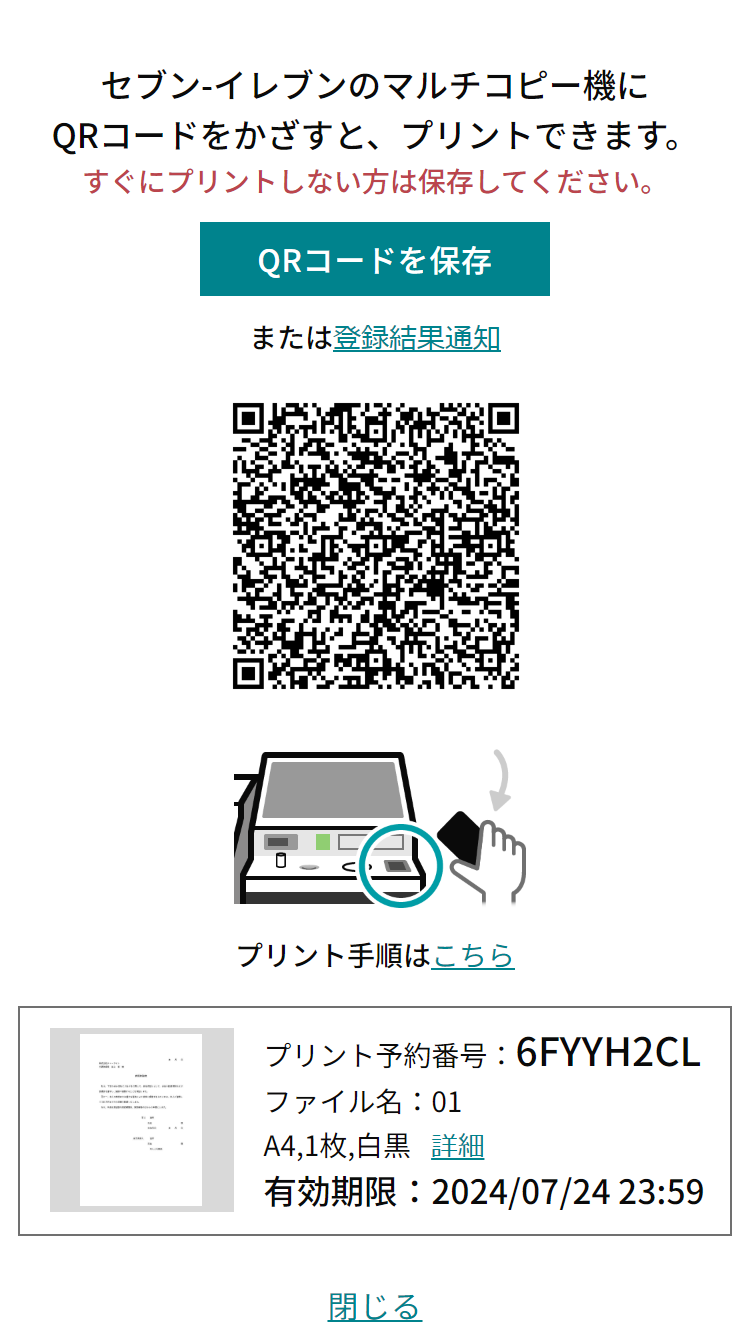 セブン-イレブンのマルチコピー機に
QRコードをかざすと、プリントできます。
すぐにプリントしない方は保存してください。
QRコードを保存
または登録結果通知
プリント手順はこちら
プリント予約番号：6FYYH2CL
ファイル名：01
A4,1枚,白黒 詳細
有効期限：2024/07/24 23:59
閉じる